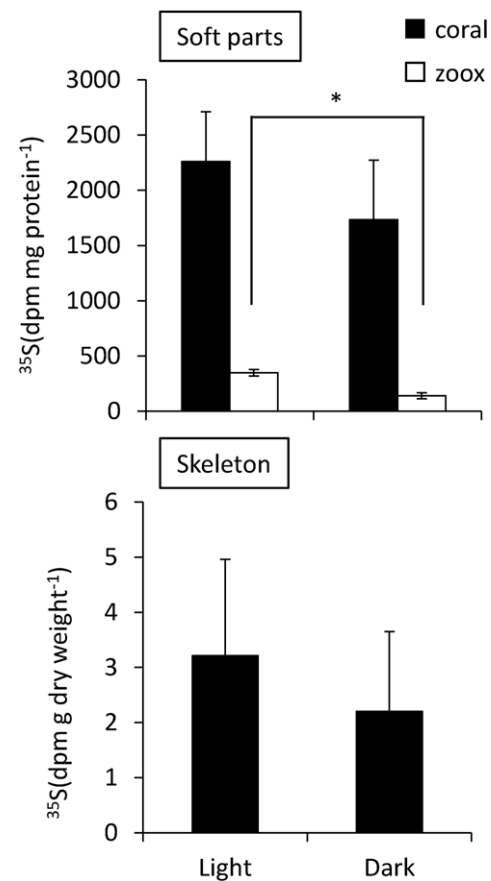 Soft parts
coral
zoox
3000
2500
2000
1500
1000
500
0
*
³⁵S(dpm mg protein⁻¹)
Skeleton
6
5
4
3
2
1
0
³⁵S(dpm g dry weight⁻¹)
Light Dark